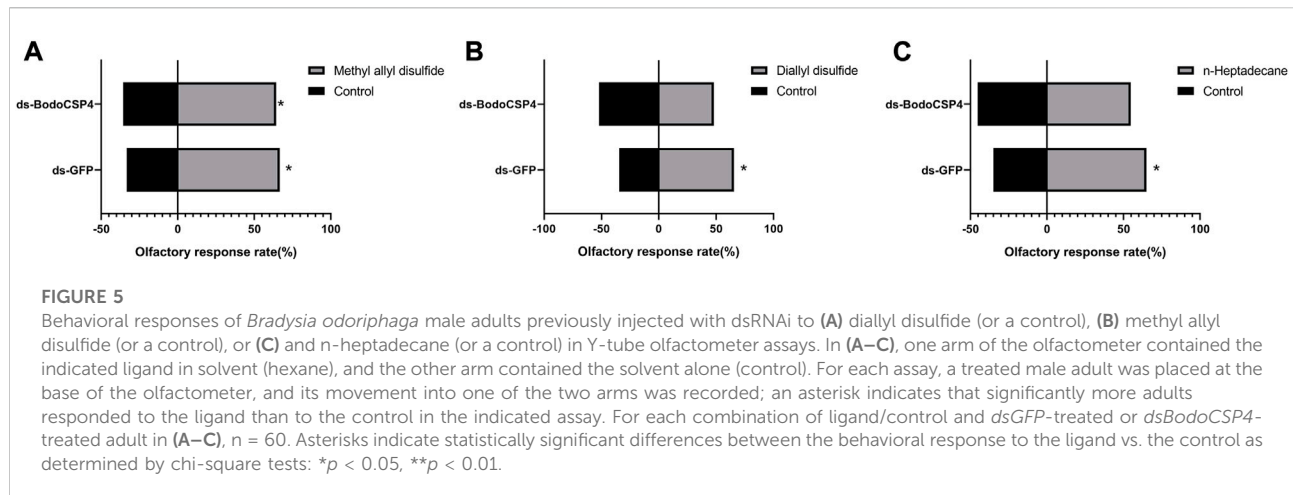 A
Methyl allyl disulfide
Control
ds-BodoCSP4
*
ds-GFP
*
-50 0 50 100
Olfactory response rate(%)
B
Diallyl disulfide
Control
ds-BodoCSP4
ds-GFP
*
-100 -50 0 50 100
Olfactory response rate(%)
C
n-Heptadecane
Control
ds-BodoCSP4
ds-GFP
*
-50 0 50 100
Olfactory response rate(%)
FIGURE 5
Behavioral responses of Bradysia odoriphaga male adults previously injected with dsRNAi to (A) diallyl disulfide (or a control), (B) methyl allyl
disulfide (or a control), or (C) and n-heptadecane (or a control) in Y-tube olfactometer assays. In (A–C), one arm of the olfactometer contained the
indicated ligand in solvent (hexane), and the other arm contained the solvent alone (control). For each assay, a treated male adult was placed at the
base of the olfactometer, and its movement into one of the two arms was recorded; an asterisk indicates that significantly more adults
responded to the ligand than to the control in the indicated assay. For each combination of ligand/control and dsGFP-treated or dsBodoCSP4-
treated adult in (A–C), n = 60. Asterisks indicate statistically significant differences between the behavioral response to the ligand vs. the control as
determined by chi-square tests: *p < 0.05, **p < 0.01.